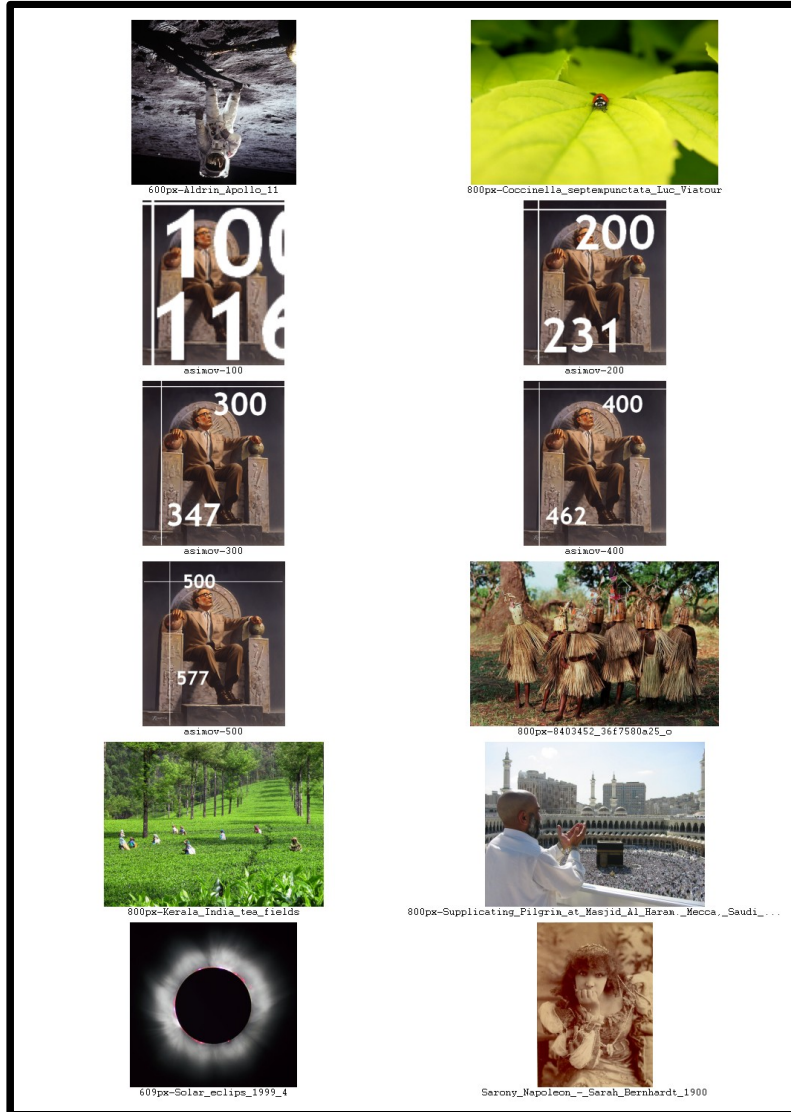 600px-Aldrin_Apollo_11
800px-Coccinella_septempunctata_Luc_Viatour
100
116
asimov-100
200
231
asimov-200
300
347
asimov-300
400
462
asimov-400
500
577
asimov-500
800px-8403452_36f7580a25_o
800px-Kerala_India_tea_fields
800px-Supplicating_Pilgrim_at_Masjid_Al_Haram._Mecca,_Saudi_...
609px-Solar_eclips_1999_4
Sarony_Napoleon_-_Sarah_Bernhardt_1900